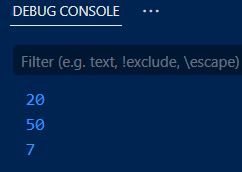 DEBUG CONSOLE ···
Filter (e.g. text, !exclude, \escape)
20
50
7